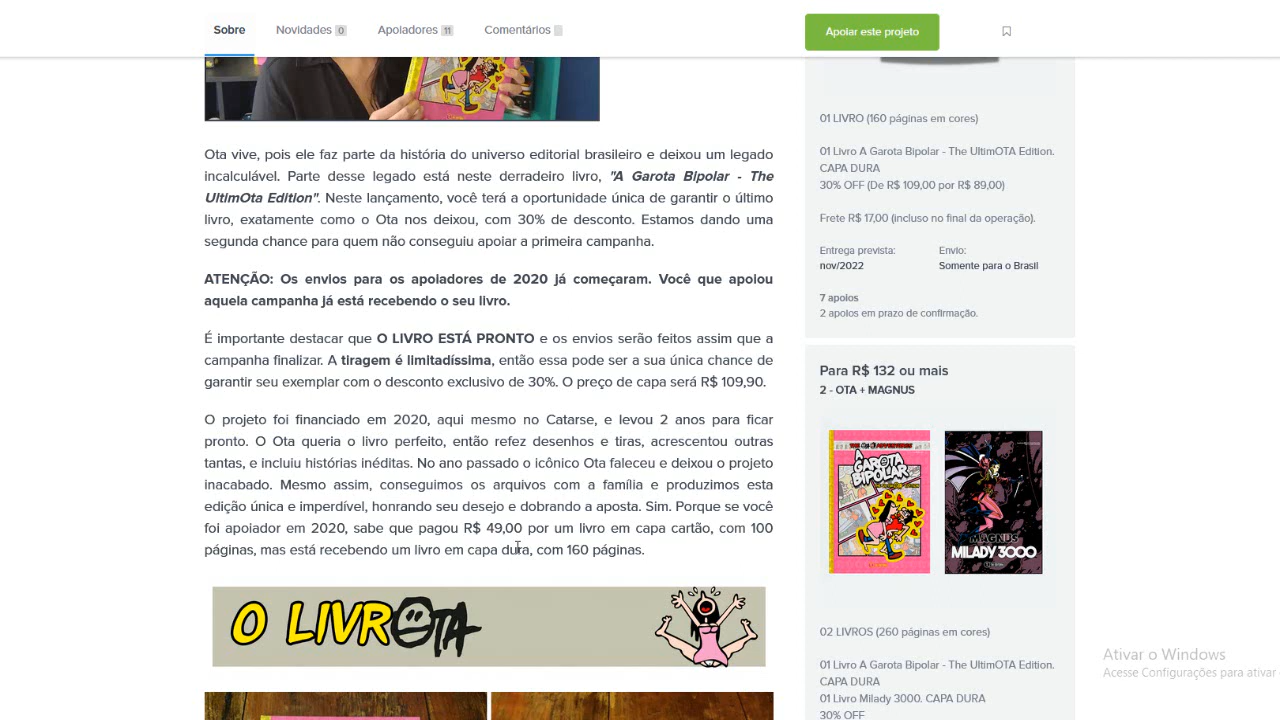 Sobre
Novidades 0
Apoiadores 11
Comentários
Apoiar este projeto
Ota vive, pois ele faz parte da história do universo editorial brasileiro e deixou um legado
incalculável. Parte desse legado está neste derradeiro livro, "A Garota Bipolar - The
UltimOta Edition". Neste lançamento, você terá a oportunidade única de garantir o último
livro, exatamente como o Ota nos deixou, com 30% de desconto. Estamos dando uma
segunda chance para quem não conseguiu apoiar a primeira campanha.
ATENÇÃO: Os envios para os apoiadores de 2020 já começaram. Você que apoiou
aquela campanha já está recebendo o seu livro.
É importante destacar que O LIVRO ESTÁ PRONTO e os envios serão feitos assim que a
campanha finalizar. A tiragem é limitadíssima, então essa pode ser a sua única chance de
garantir seu exemplar com o desconto exclusivo de 30%. O preço de capa será R$ 109,90.
O projeto foi financiado em 2020, aqui mesmo no Catarse, e levou 2 anos para ficar
pronto. O Ota queria o livro perfeito, então refez desenhos e tiras, acrescentou outras
tantas, e incluiu histórias inéditas. No ano passado o icônico Ota faleceu e deixou o projeto
inacabado. Mesmo assim, conseguimos os arquivos com a família e produzimos esta
edição única e imperdível, honrando seu desejo e dobrando a aposta. Sim. Porque se você
foi apoiador em 2020, sabe que pagou R$ 49,00 por um livro em capa cartão, com 100
páginas, mas está recebendo um livro em capa dura, com 160 páginas.
O LIVROTA
01 LIVRO (160 páginas em cores)
01 Livro A Garota Bipolar - The UltimOTA Edition.
CAPA DURA
30% OFF (De R$ 109,00 por R$ 89,00)
Frete R$ 17,00 (incluso no final da operação).
Entrega prevista:
nov/2022
Envio:
Somente para o Brasil
7 apoios
2 apoios em prazo de confirmação.
Para R$ 132 ou mais
2 - OTA + MAGNUS
A GAROTA
BIPOLAR
MAGNUS
MILADY 3000
02 LIVROS (260 páginas em cores)
01 Livro A Garota Bipolar - The UltimOTA Edition.
CAPA DURA
01 Livro Milady 3000. CAPA DURA
30% OFF
Ativar o Windows
Acesse Configurações para ativar